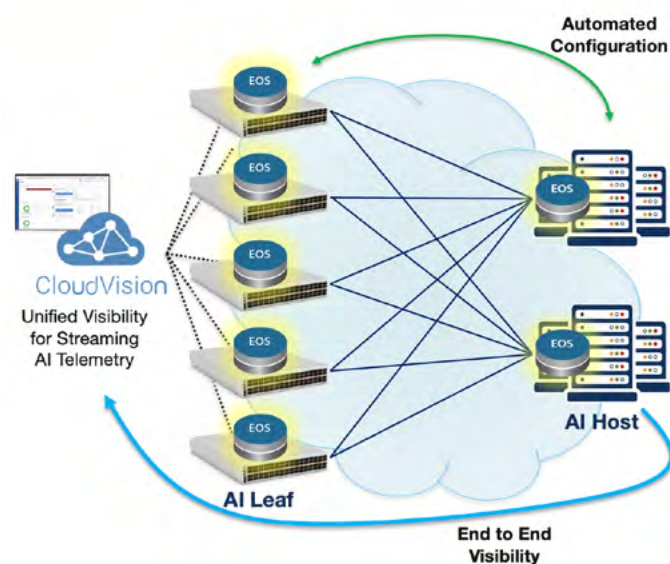 Automated
Configuration
EOS
EOS
EOS
EOS
EOS
EOS
EOS
CloudVision
Unified Visibility
for Streaming
AI Telemetry
AI Leaf
AI Host
End to End
Visibility